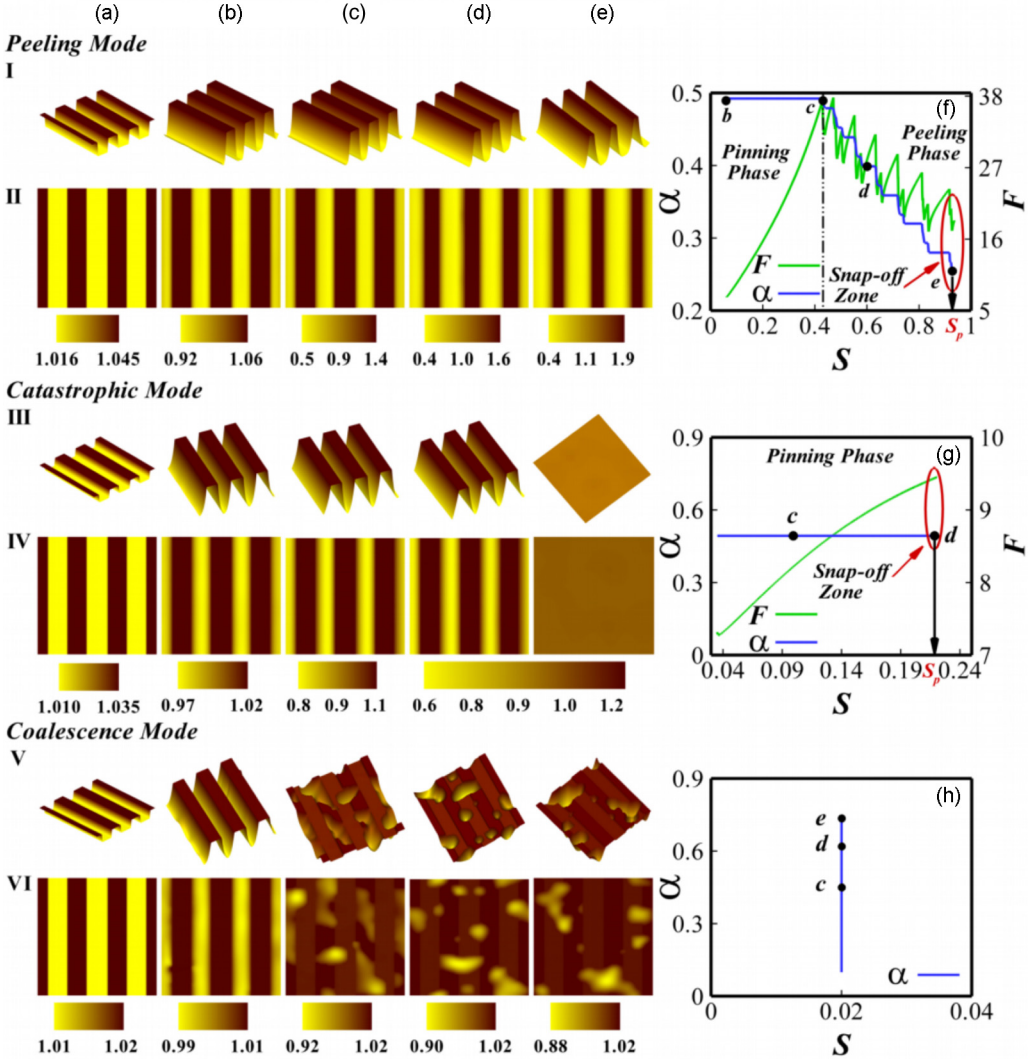 (a) (b) (c) (d) (e)
Peeling Mode
I
II
1.016 1.045 0.92 1.06 0.5 0.9 1.4 0.4 1.0 1.6 0.4 1.1 1.9
(f)
0.5 0.4 0.3 0.2
α
38 27 16 5
F
b c d e
Pinning
Phase
Peeling
Phase
F
α
Snap-off
Zone
0 0.2 0.4 0.6 0.8 1
Sp
S
Catastrophic Mode
III
IV
1.010 1.035 0.97 1.02 0.8 0.9 1.1 0.6 0.8 0.9 1.0 1.2
(g)
0.9 0.6 0.3 0
α
10 9 8 7
F
Pinning Phase
c d
Snap-off
Zone
F
α
0.04 0.09 0.14 0.19 0.24
Sp
S
Coalescence Mode
V
VI
1.01 1.02 0.99 1.01 0.92 1.02 0.90 1.02 0.88 1.02
(h)
0.9 0.6 0.3 0
α
e
d
c
α
0 0.02 0.04
S